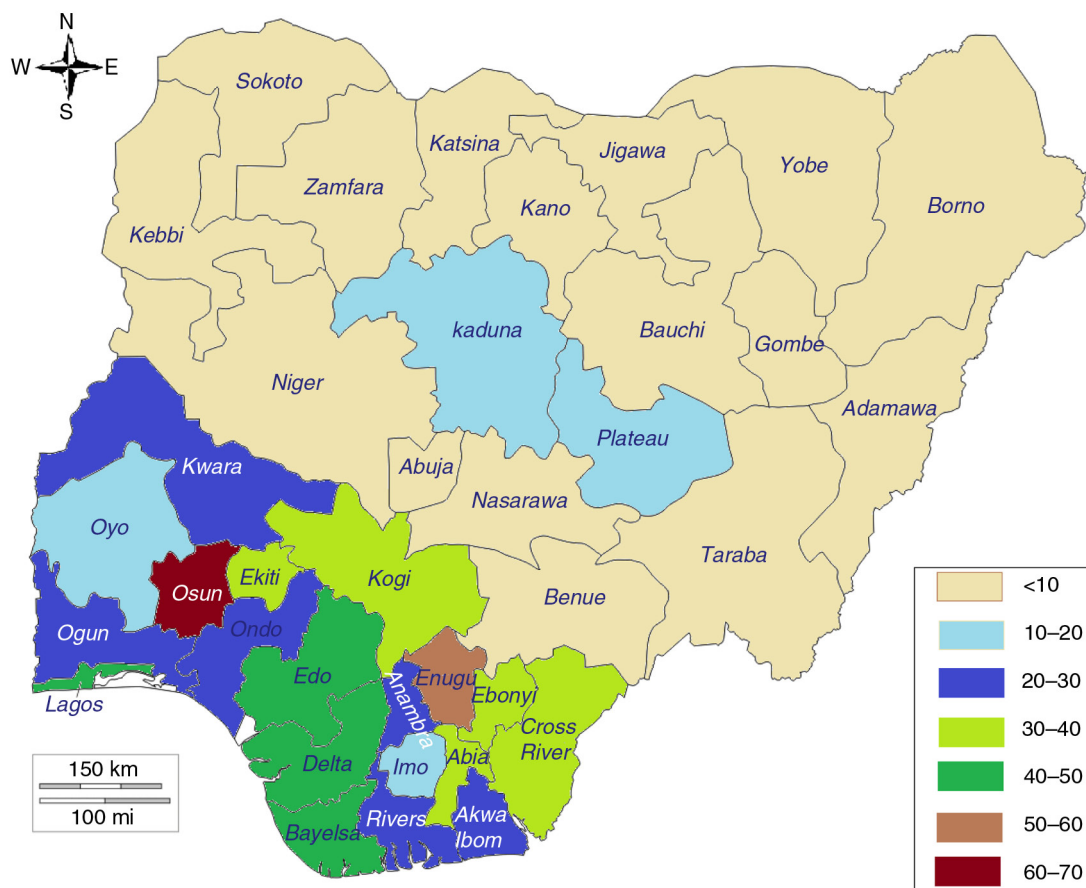 N
W E
S
Sokoto
Katsina
Jigawa
Yobe
Zamfara
Kano
Borno
Kebbi
kaduna
Bauchi
Gombe
Niger
Adamawa
Plateau
Kwara
Abuja
Nasarawa
Oyo
Taraba
Ekiti
Kogi
Osun
Benue
Ogun
Ondo
Edo
Enugu
Ebonyi
Anambra
Lagos
Cross
River
Delta
Imo
Abia
Bayelsa
Rivers
Akwa
Ibom
150 km
100 mi
<10
10–20
20–30
30–40
40–50
50–60
60–70